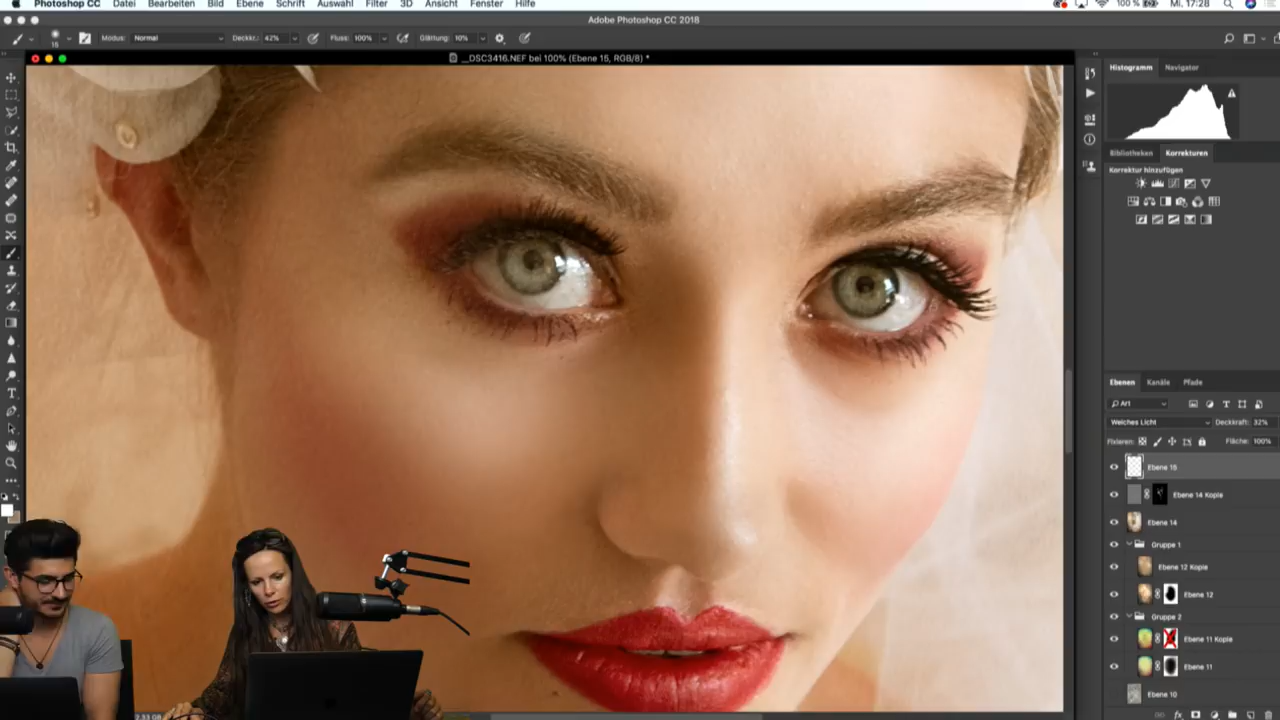 Photoshop CC Datei Bearbeiten Bild Ebene Schrift Auswahl Filter 3D Ansicht Fenster Hilfe 100 % Mi. 17:28
Adobe Photoshop CC 2018
15 Modus: Normal Deckkr.: 42% Fluss: 100% Glättung: 10%
__DSC3416.NEF bei 100% (Ebene 15, RGB/8) *
Histogramm Navigator
Bibliotheken Korrekturen
Korrektur hinzufügen
Ebenen Kanäle Pfade
Art
Weiches Licht Deckkraft: 32%
Fixieren: Fläche: 100%
Ebene 15
Ebene 14 Kopie
Ebene 14
Gruppe 1
Ebene 12 Kopie
Ebene 12
Gruppe 2
Ebene 11 Kopie
Ebene 11
Ebene 10
fx